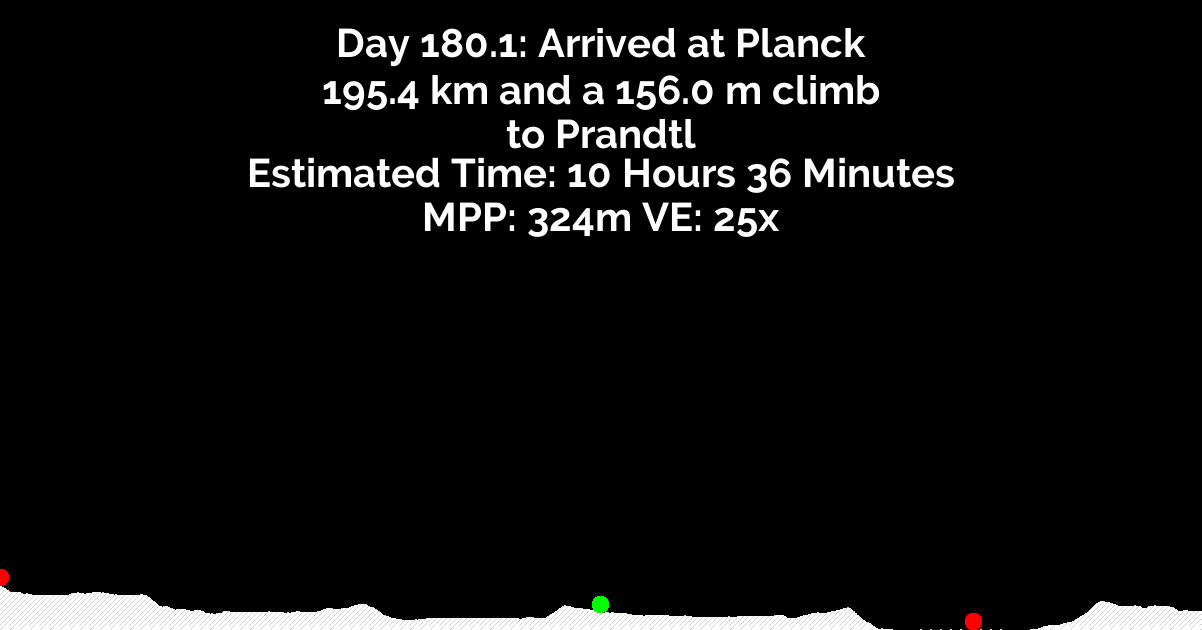 Day 180.1: Arrived at Planck
195.4 km and a 156.0 m climb
to Prandtl
Estimated Time: 10 Hours 36 Minutes
MPP: 324m VE: 25x